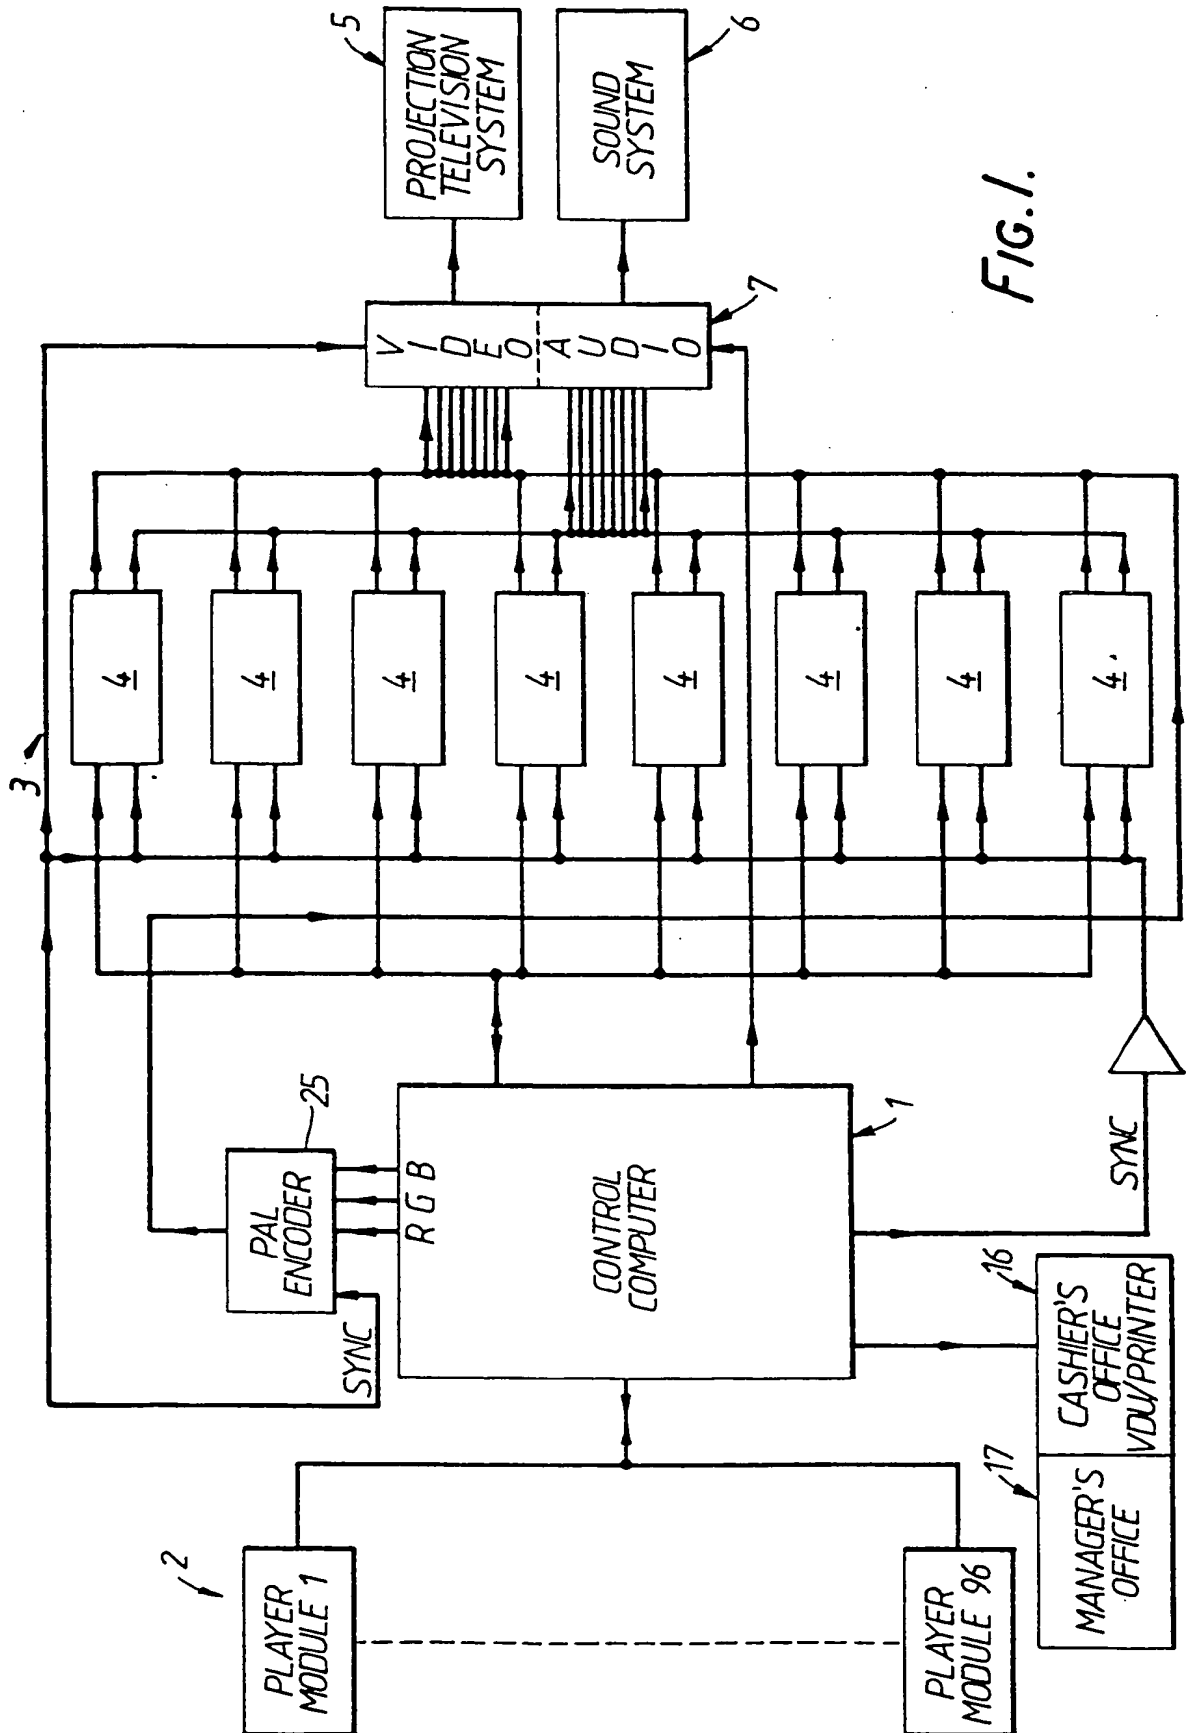 5
PROJECTION
TELEVISION
SYSTEM
6
SOUND
SYSTEM
7
VIDEO
AUDIO
3
4
4
4
4
4
4
4
4
25
PAL
ENCODER
SYNC
R G B
CONTROL
COMPUTER
1
SYNC
16
CASHIER'S
OFFICE
VDU/PRINTER
17
MANAGER'S
OFFICE
2
PLAYER
MODULE 1
PLAYER
MODULE 96
FIG. 1.